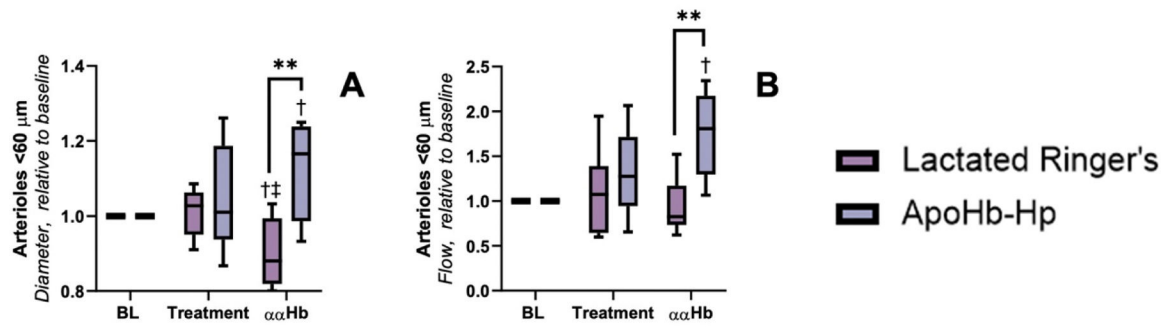 Arterioles <60 μm
Diameter, relative to baseline
1.4
1.2
1.0
0.8
**
†
†‡
A
BL
Treatment
ααHb
Arterioles <60 μm
Flow, relative to baseline
2.5
2.0
1.5
1.0
0.5
0.0
**
†
B
BL
Treatment
ααHb
Lactated Ringer's
ApoHb-Hp